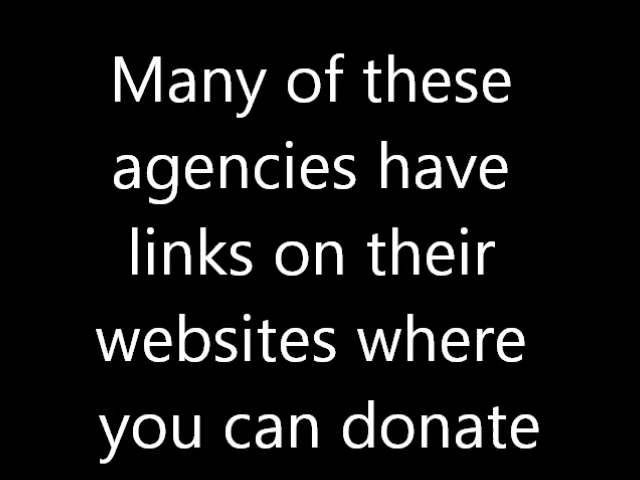 Many of these
agencies have
links on their
websites where
you can donate